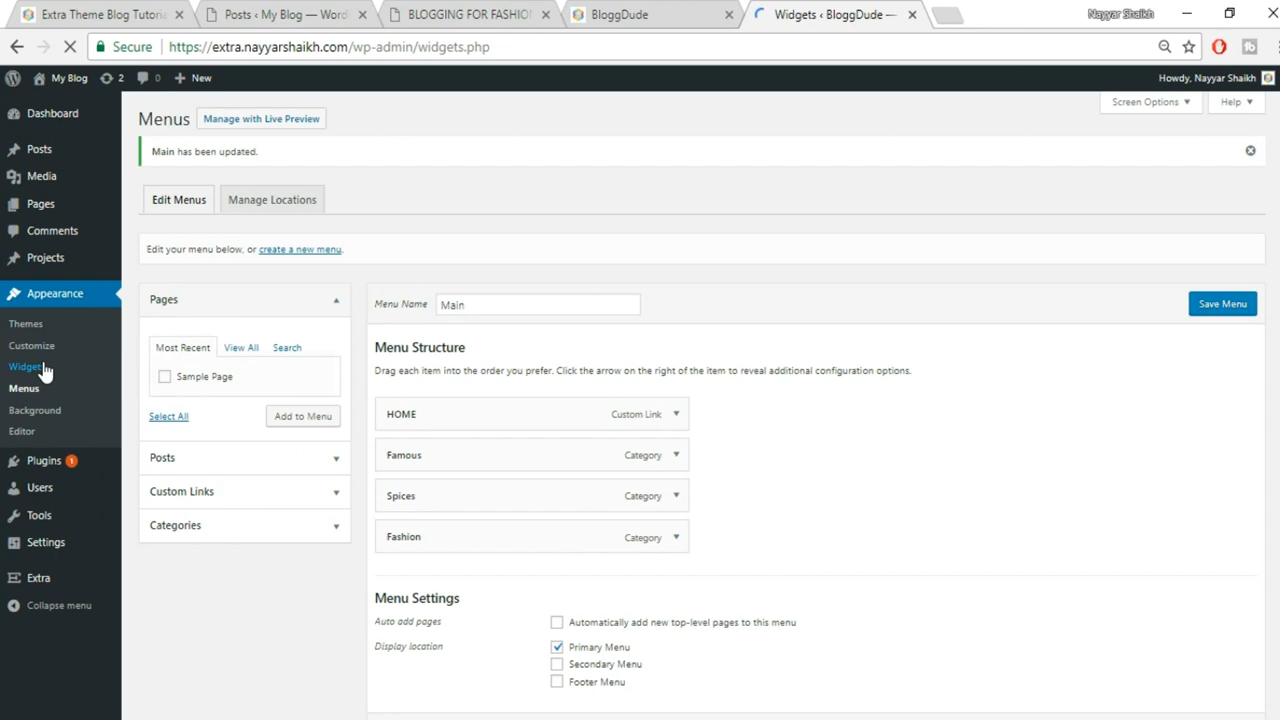 Extra Theme Blog Tutoria
Posts ‹ My Blog — Word
BLOGGING FOR FASHION
BloggDude
Widgets ‹ BloggDude —
Nayyar Shaikh
Secure
https://extra.nayyarshaikh.com/wp-admin/widgets.php
My Blog
2
0
New
Howdy, Nayyar Shaikh
Dashboard
Posts
Media
Pages
Comments
Projects
Appearance
Themes
Customize
Widget
Menus
Background
Editor
Plugins 1
Users
Tools
Settings
Extra
Collapse menu
Screen Options
Help
Menus
Manage with Live Preview
Main has been updated.
Edit Menus
Manage Locations
Edit your menu below, or create a new menu.
Pages
Most Recent
View All
Search
Sample Page
Select All
Add to Menu
Posts
Custom Links
Categories
Menu Name
Main
Save Menu
Menu Structure
Drag each item into the order you prefer. Click the arrow on the right of the item to reveal additional configuration options.
HOME
Custom Link
Famous
Category
Spices
Category
Fashion
Category
Menu Settings
Auto add pages
Automatically add new top-level pages to this menu
Display location
Primary Menu
Secondary Menu
Footer Menu